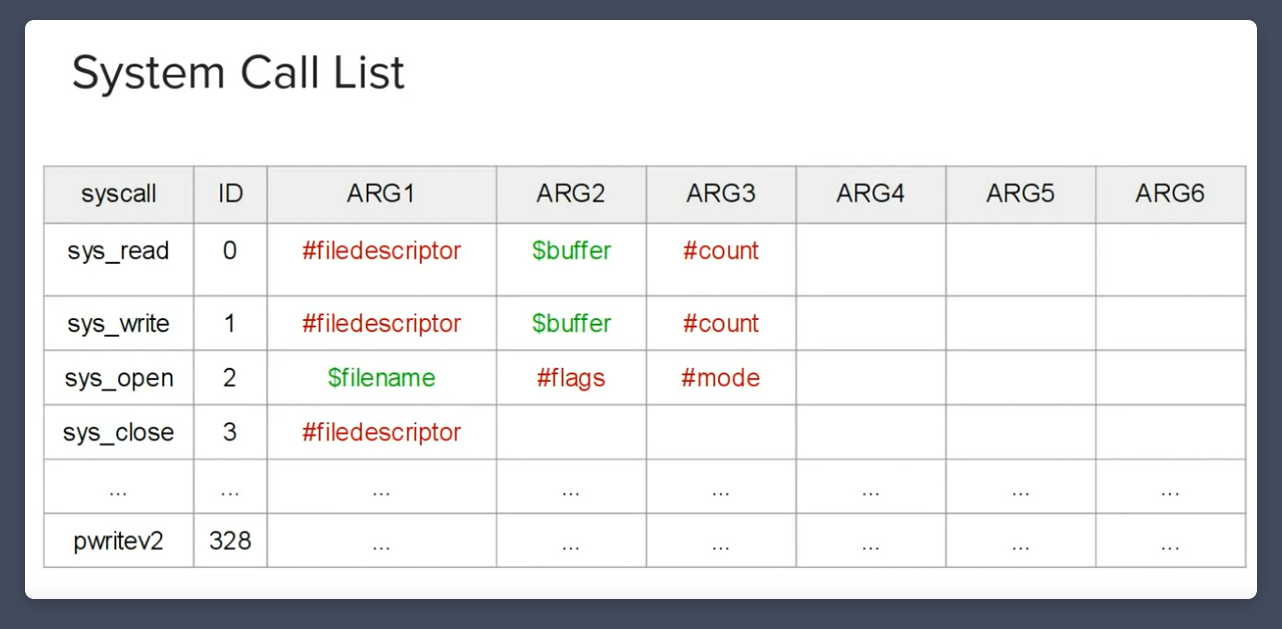 System Call List
syscall ID ARG1 ARG2 ARG3 ARG4 ARG5 ARG6
sys_read 0 #filedescriptor $buffer #count
sys_write 1 #filedescriptor $buffer #count
sys_open 2 $filename #flags #mode
sys_close 3 #filedescriptor
... ... ... ... ... ... ... ...
pwritev2 328 ... ... ... ... ... ...